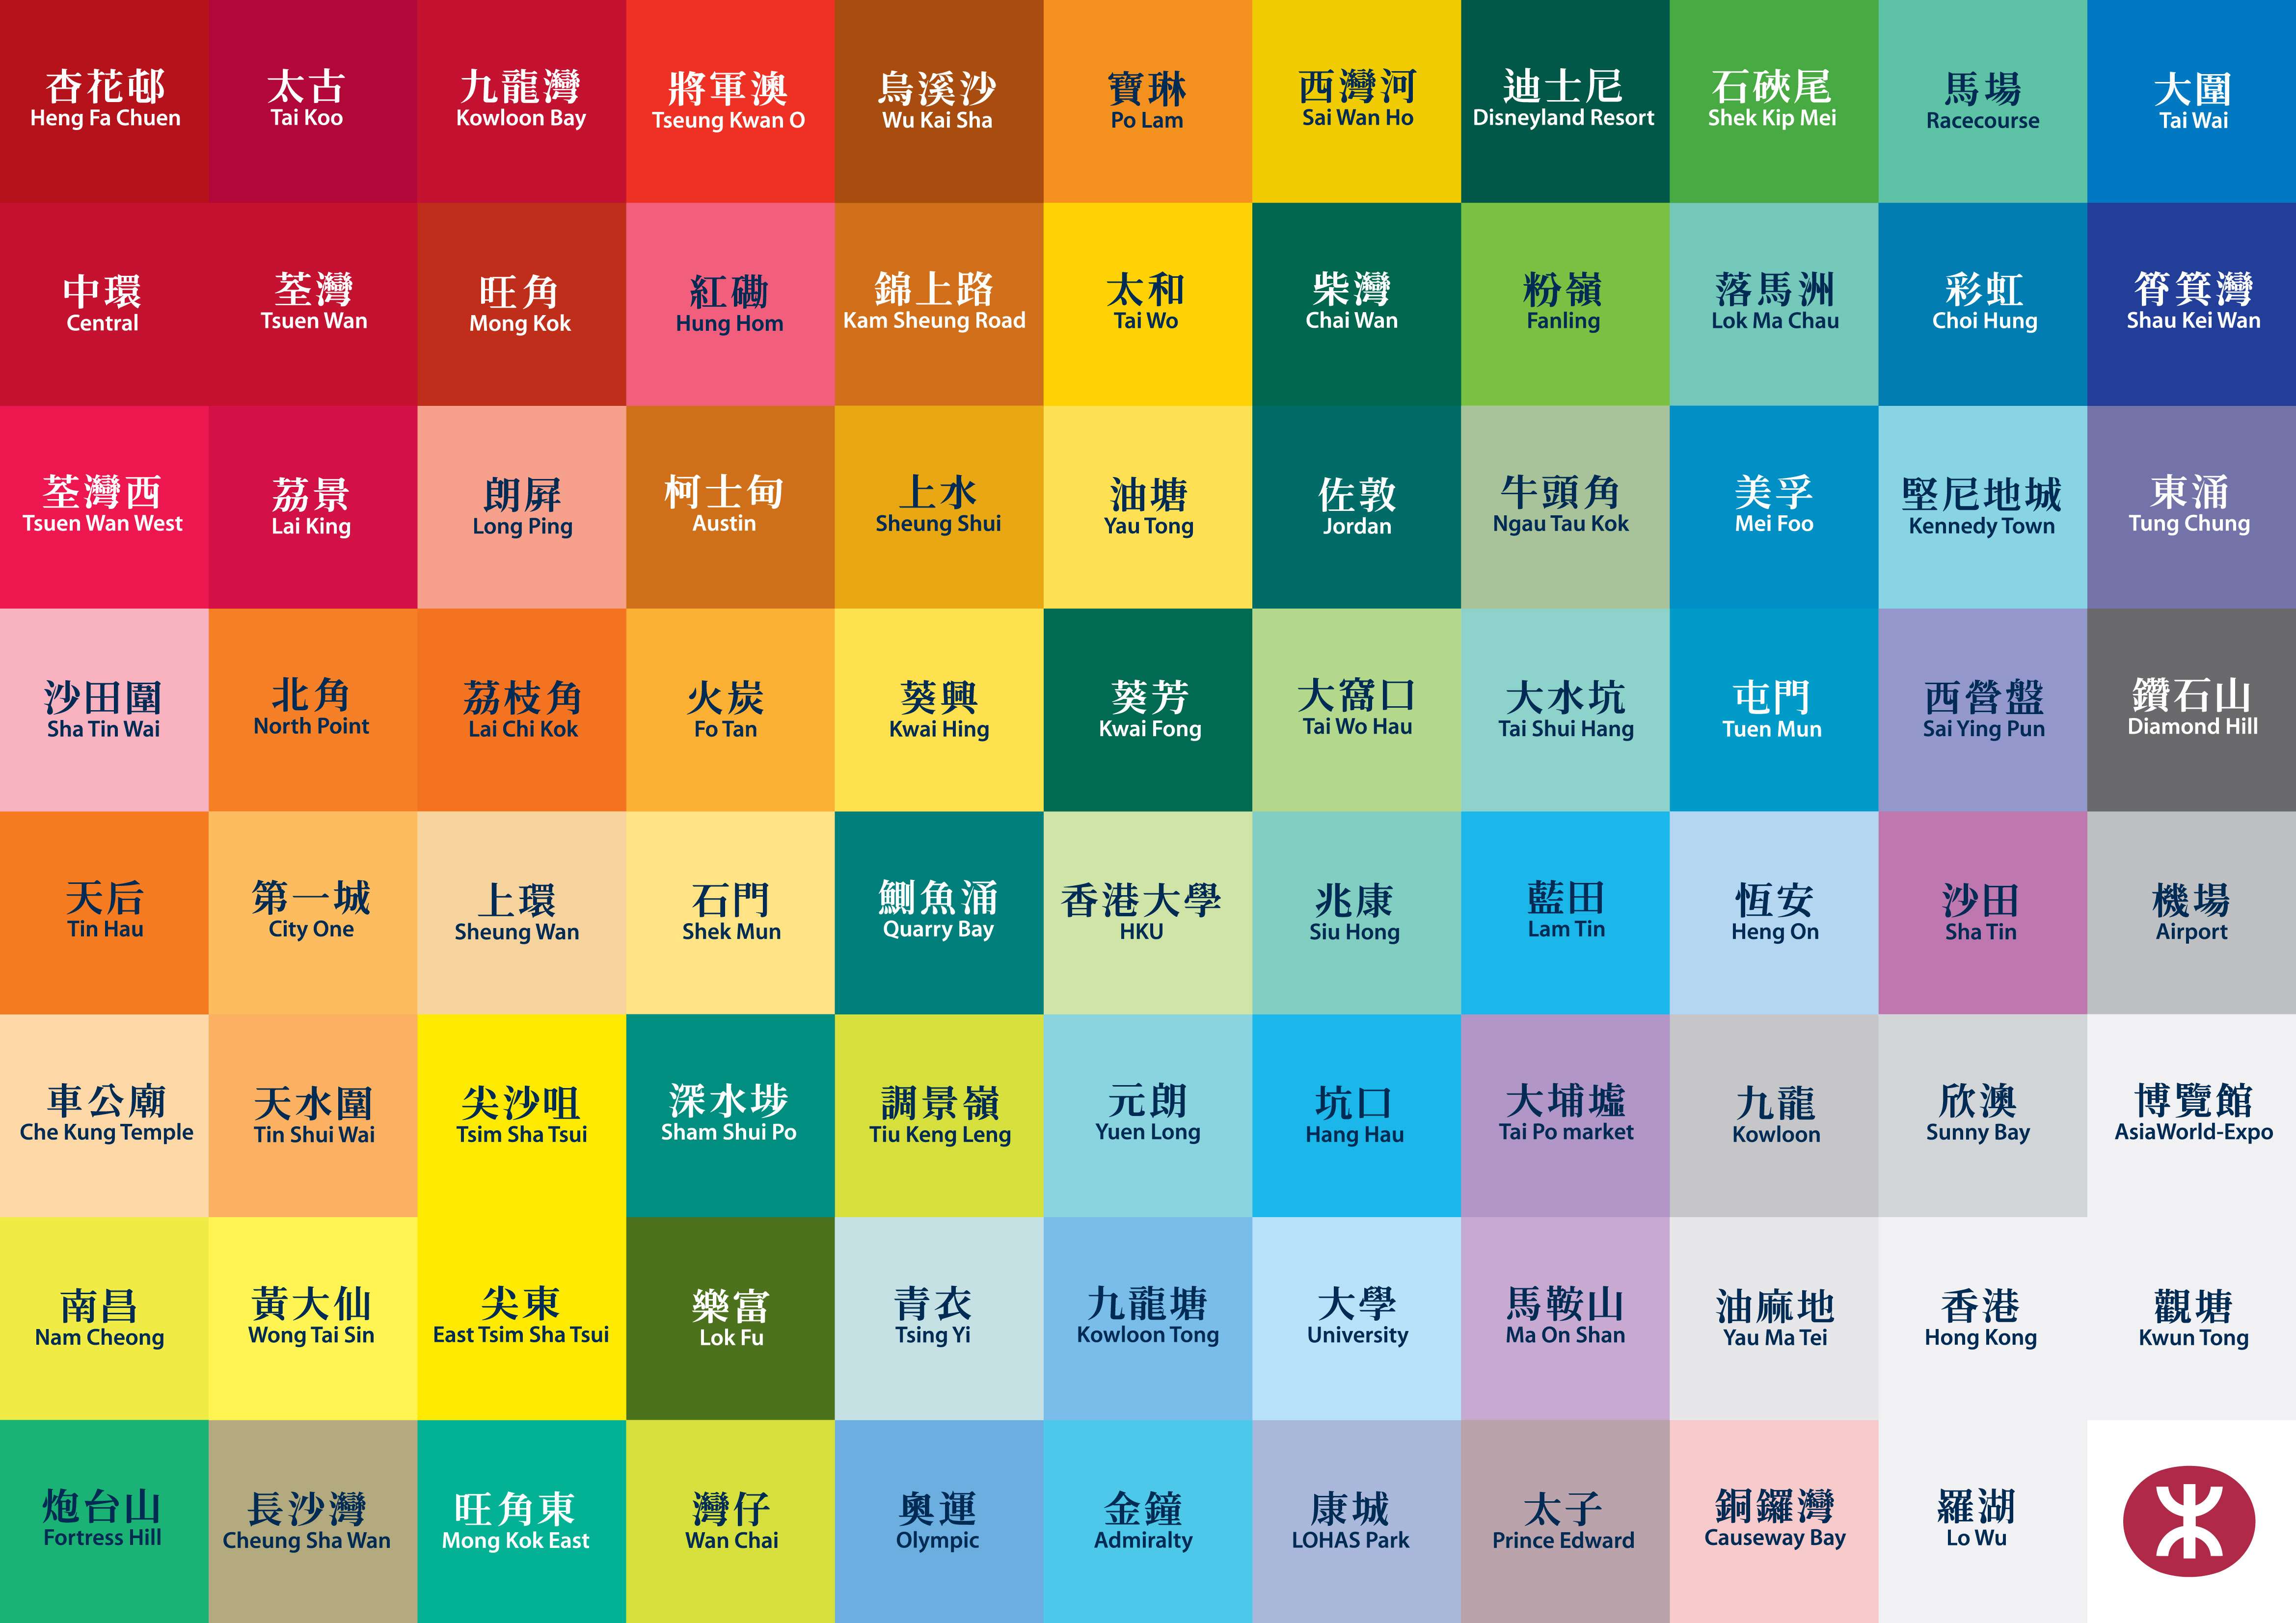 杏花邨
Heng Fa Chuen
太古
Tai Koo
九龍灣
Kowloon Bay
將軍澳
Tseung Kwan O
烏溪沙
Wu Kai Sha
寶琳
Po Lam
西灣河
Sai Wan Ho
迪士尼
Disneyland Resort
石硤尾
Shek Kip Mei
馬場
Racecourse
大圍
Tai Wai
中環
Central
荃灣
Tsuen Wan
旺角
Mong Kok
紅磡
Hung Hom
錦上路
Kam Sheung Road
太和
Tai Wo
柴灣
Chai Wan
粉嶺
Fanling
落馬洲
Lok Ma Chau
彩虹
Choi Hung
筲箕灣
Shau Kei Wan
荃灣西
Tsuen Wan West
荔景
Lai King
朗屏
Long Ping
柯士甸
Austin
上水
Sheung Shui
油塘
Yau Tong
佐敦
Jordan
牛頭角
Ngau Tau Kok
美孚
Mei Foo
堅尼地城
Kennedy Town
東涌
Tung Chung
沙田圍
Sha Tin Wai
北角
North Point
荔枝角
Lai Chi Kok
火炭
Fo Tan
葵興
Kwai Hing
葵芳
Kwai Fong
大窩口
Tai Wo Hau
大水坑
Tai Shui Hang
屯門
Tuen Mun
西營盤
Sai Ying Pun
鑽石山
Diamond Hill
天后
Tin Hau
第一城
City One
上環
Sheung Wan
石門
Shek Mun
鰂魚涌
Quarry Bay
香港大學
HKU
兆康
Siu Hong
藍田
Lam Tin
恆安
Heng On
沙田
Sha Tin
機場
Airport
車公廟
Che Kung Temple
天水圍
Tin Shui Wai
尖沙咀
Tsim Sha Tsui
深水埗
Sham Shui Po
調景嶺
Tiu Keng Leng
元朗
Yuen Long
坑口
Hang Hau
大埔墟
Tai Po market
九龍
Kowloon
欣澳
Sunny Bay
博覽館
AsiaWorld-Expo
南昌
Nam Cheong
黃大仙
Wong Tai Sin
尖東
East Tsim Sha Tsui
樂富
Lok Fu
青衣
Tsing Yi
九龍塘
Kowloon Tong
大學
University
馬鞍山
Ma On Shan
油麻地
Yau Ma Tei
香港
Hong Kong
觀塘
Kwun Tong
炮台山
Fortress Hill
長沙灣
Cheung Sha Wan
旺角東
Mong Kok East
灣仔
Wan Chai
奧運
Olympic
金鐘
Admiralty
康城
LOHAS Park
太子
Prince Edward
銅鑼灣
Causeway Bay
羅湖
Lo Wu